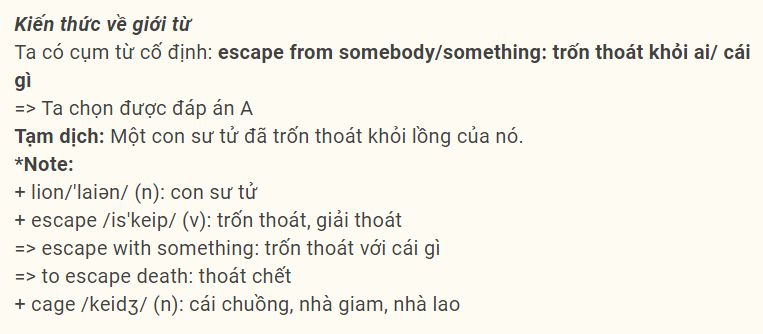 Kiến thức về giới từ
Ta có cụm từ cố định: escape from somebody/something: trốn thoát khỏi ai/ cái
gì
=> Ta chọn được đáp án A
Tạm dịch: Một con sư tử đã trốn thoát khỏi lồng của nó.
*Note:
+ lion/'laiən/ (n): con sư tử
+ escape /is'keip/ (v): trốn thoát, giải thoát
=> escape with something: trốn thoát với cái gì
=> to escape death: thoát chết
+ cage /keidʒ/ (n): cái chuồng, nhà giam, nhà lao